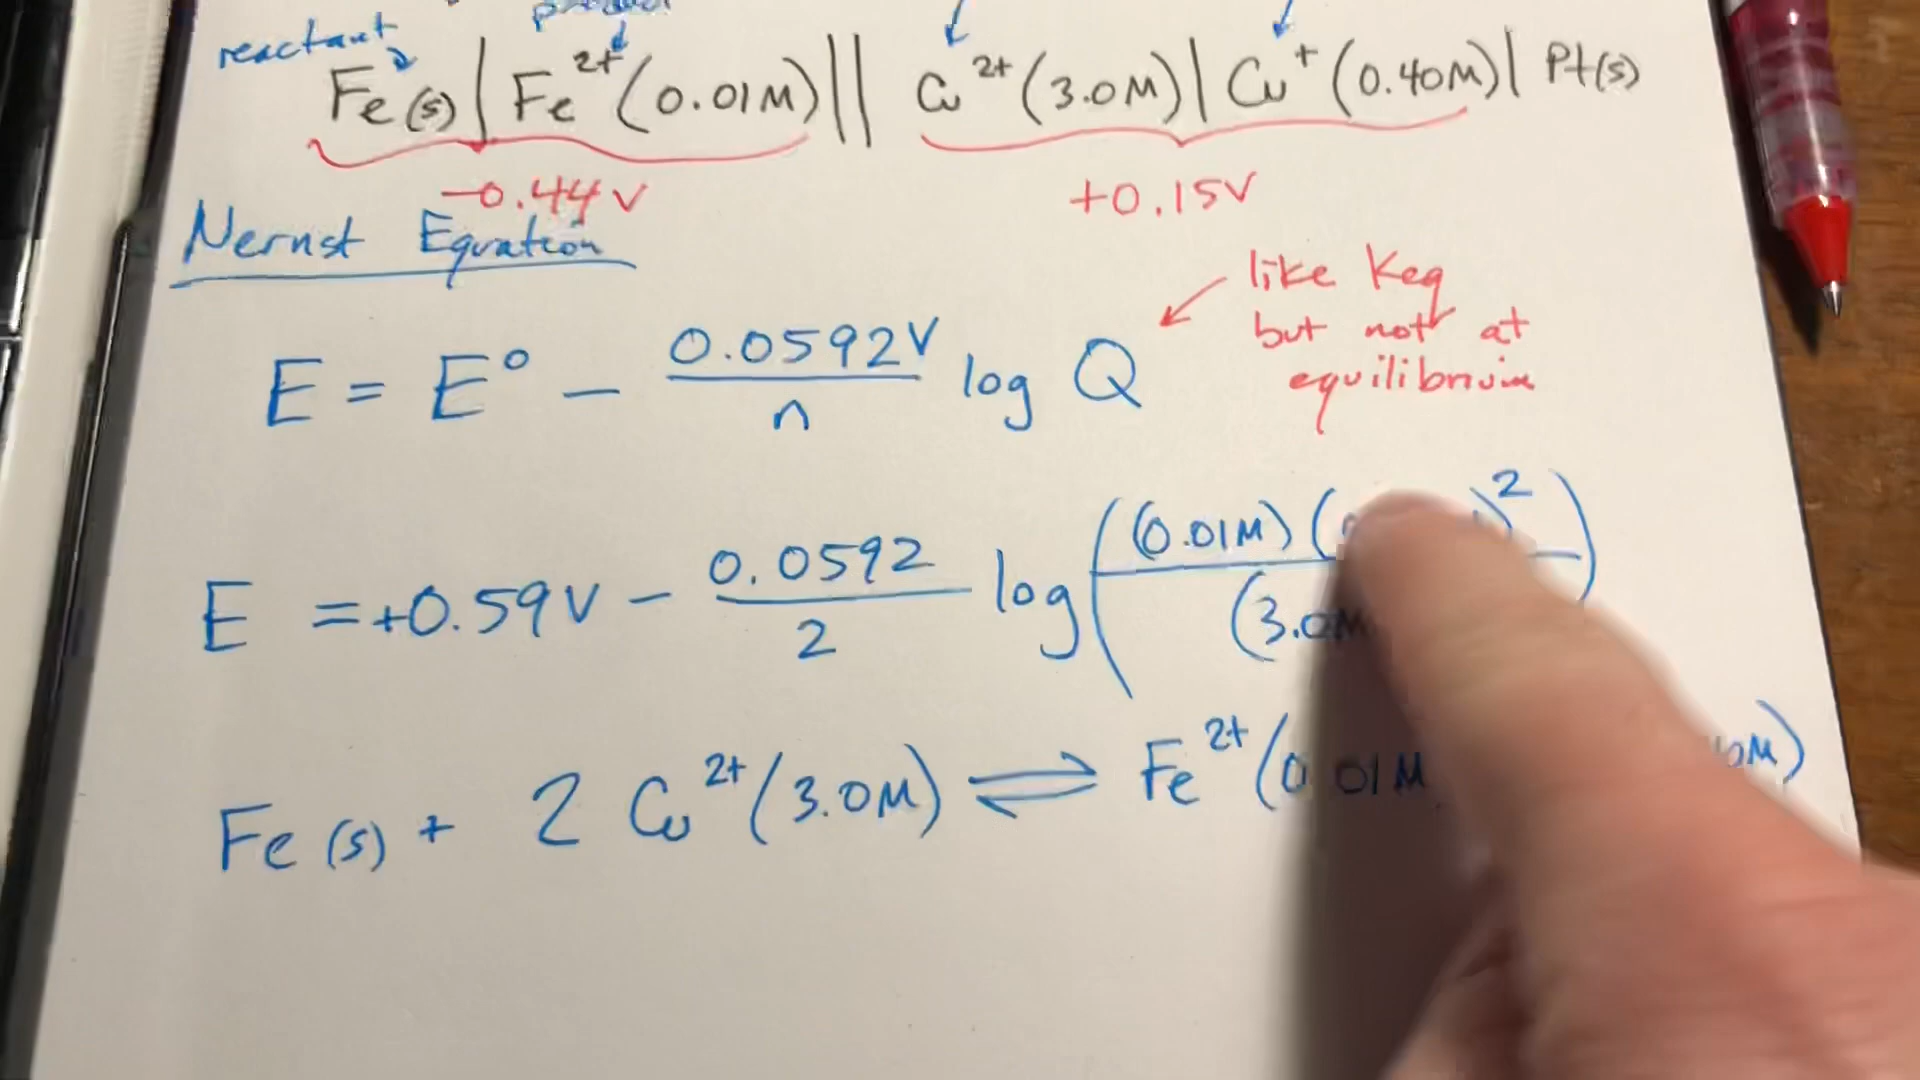 reactant
Fe(s) | Fe²⁺ (0.01M) || Cu²⁺ (3.0M) | Cu⁺ (0.40M) | Pt(s)
-0.44V +0.15V
Nernst Equation
like Keq
but not at
equilibrium
E = E° - 0.0592V / n log Q
E = +0.59V - 0.0592 / 2 log ( (0.01M) ( )² / (3.0M )
Fe(s) + 2 Cu²⁺ (3.0M) ⇌ Fe²⁺ (0.01M M)